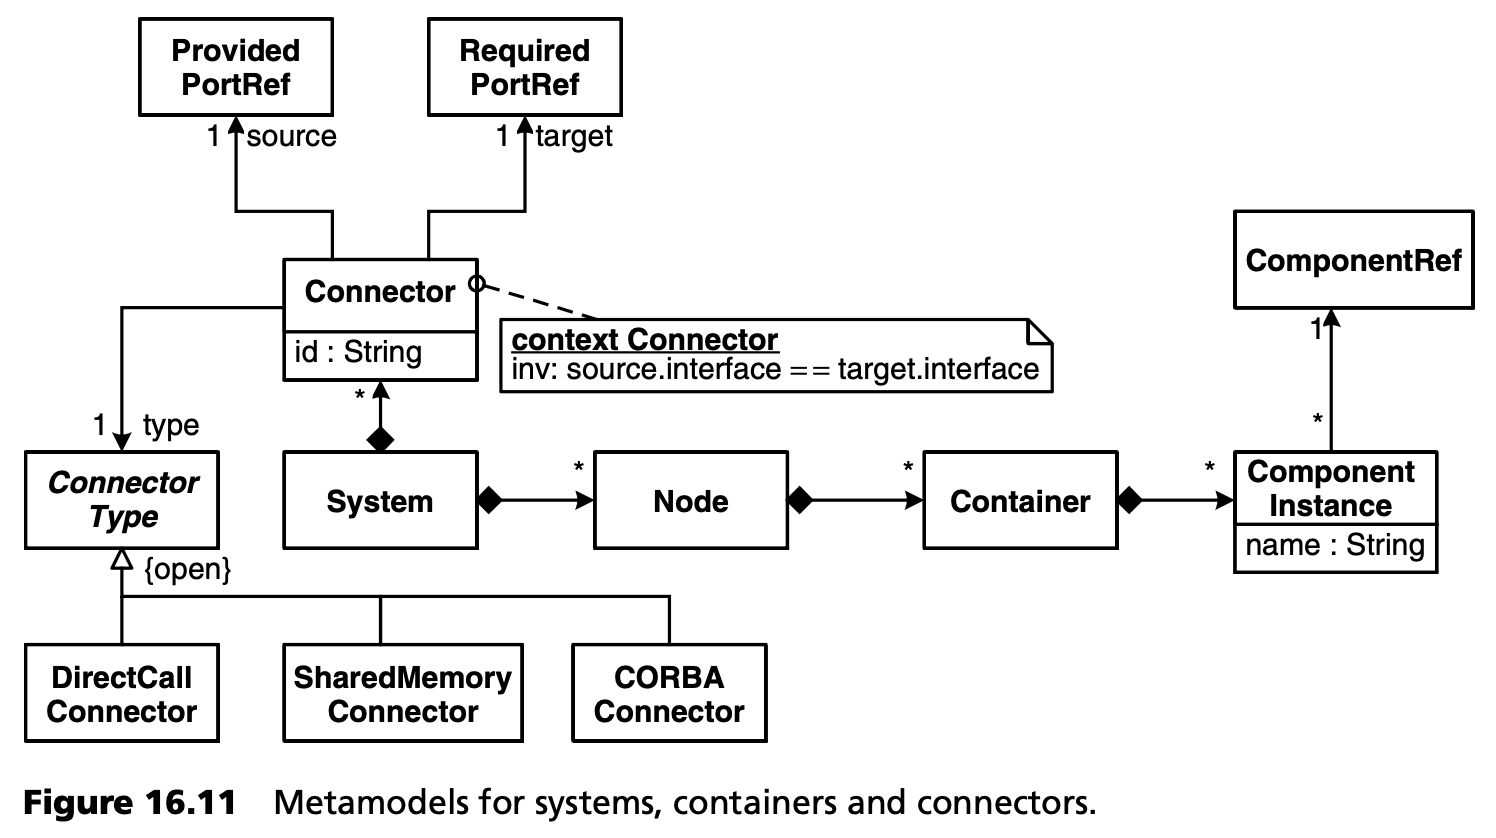 Provided
PortRef
Required
PortRef
1 source
1 target
ComponentRef
Connector
id : String
context Connector
inv: source.interface == target.interface
1
*
*
1 type
Connector
Type
System
*
Node
*
Container
*
Component
Instance
name : String
{open}
DirectCall
Connector
SharedMemory
Connector
CORBA
Connector
Figure 16.11 Metamodels for systems, containers and connectors.